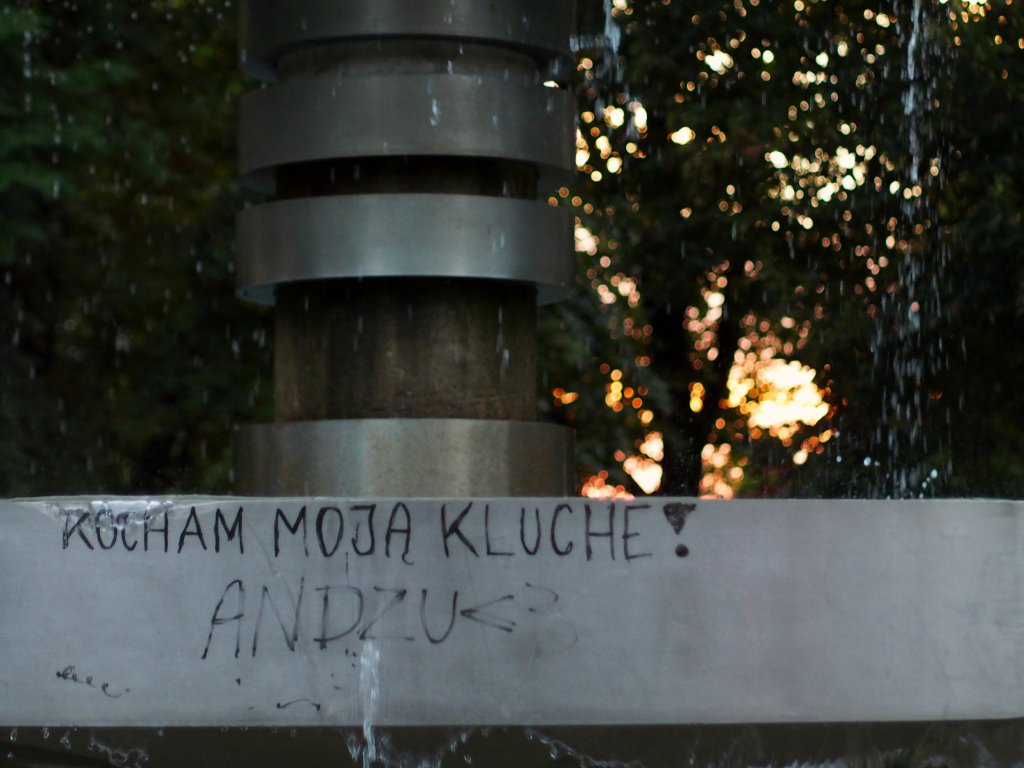 KOCHAM MOJĄ KLUCHE!
ANDZU<3